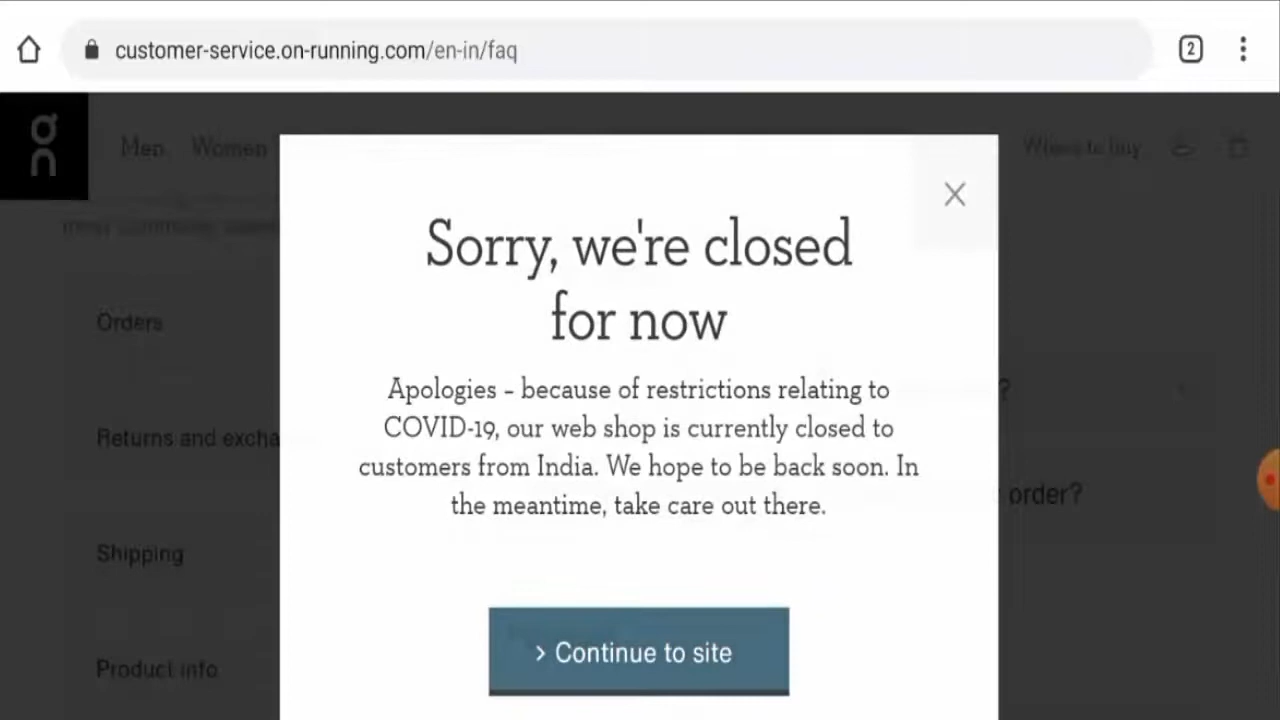 customer-service.on-running.com/en-in/faq
2
on
Men Women
Where to buy
Sorry, we're closed
for now
Apologies - because of restrictions relating to
COVID-19, our web shop is currently closed to
customers from India. We hope to be back soon. In
the meantime, take care out there.
> Continue to site
Orders
?
Returns and excha
order?
Shipping
Product info